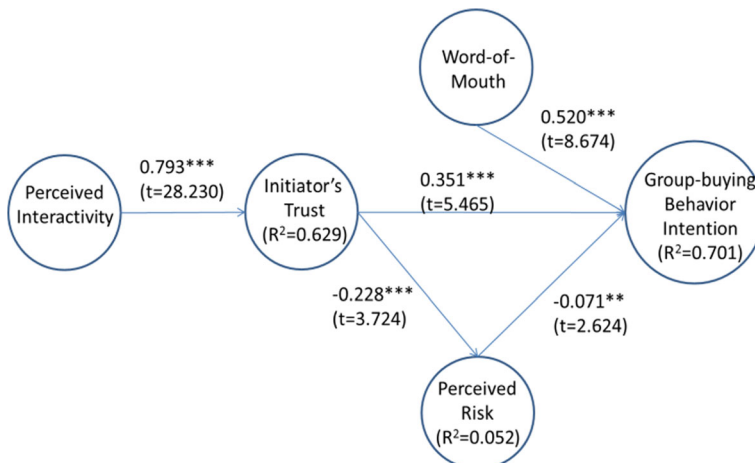 Word-of-
Mouth
0.520***
(t=8.674)
0.793***
(t=28.230)
Perceived
Interactivity
Initiator's
Trust
(R²=0.629)
0.351***
(t=5.465)
Group-buying
Behavior
Intention
(R²=0.701)
-0.228***
(t=3.724)
-0.071**
(t=2.624)
Perceived
Risk
(R²=0.052)